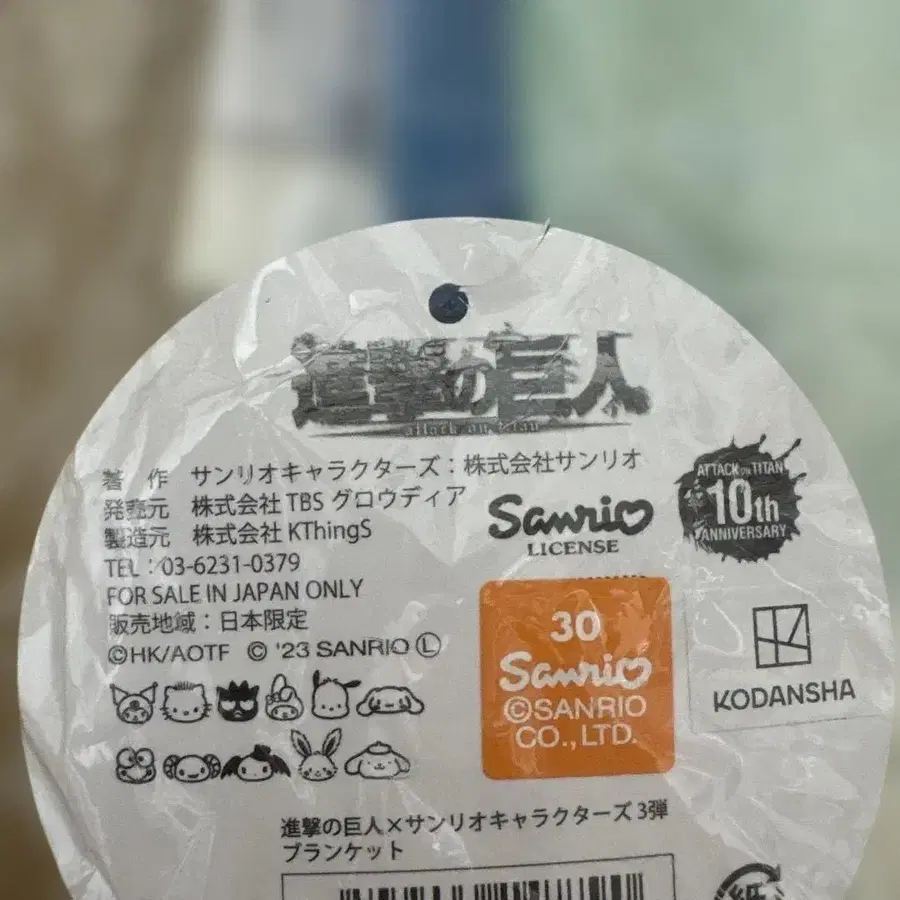 進撃の巨人
attack on titan
著 作 サンリオキャラクターズ：株式会社サンリオ
発売元 株式会社 TBS グロウディア
製造元 株式会社 KThingS
TEL：03-6231-0379
FOR SALE IN JAPAN ONLY
販売地域：日本限定
©HK/AOTF © '23 SANRIO Ⓛ
Sanrio
LICENSE
ATTACK ON TITAN
10th
ANNIVERSARY
30
Sanrio
©SANRIO
CO., LTD.
KODANSHA
進撃の巨人×サンリオキャラクターズ 3弾
ブランケット
紙